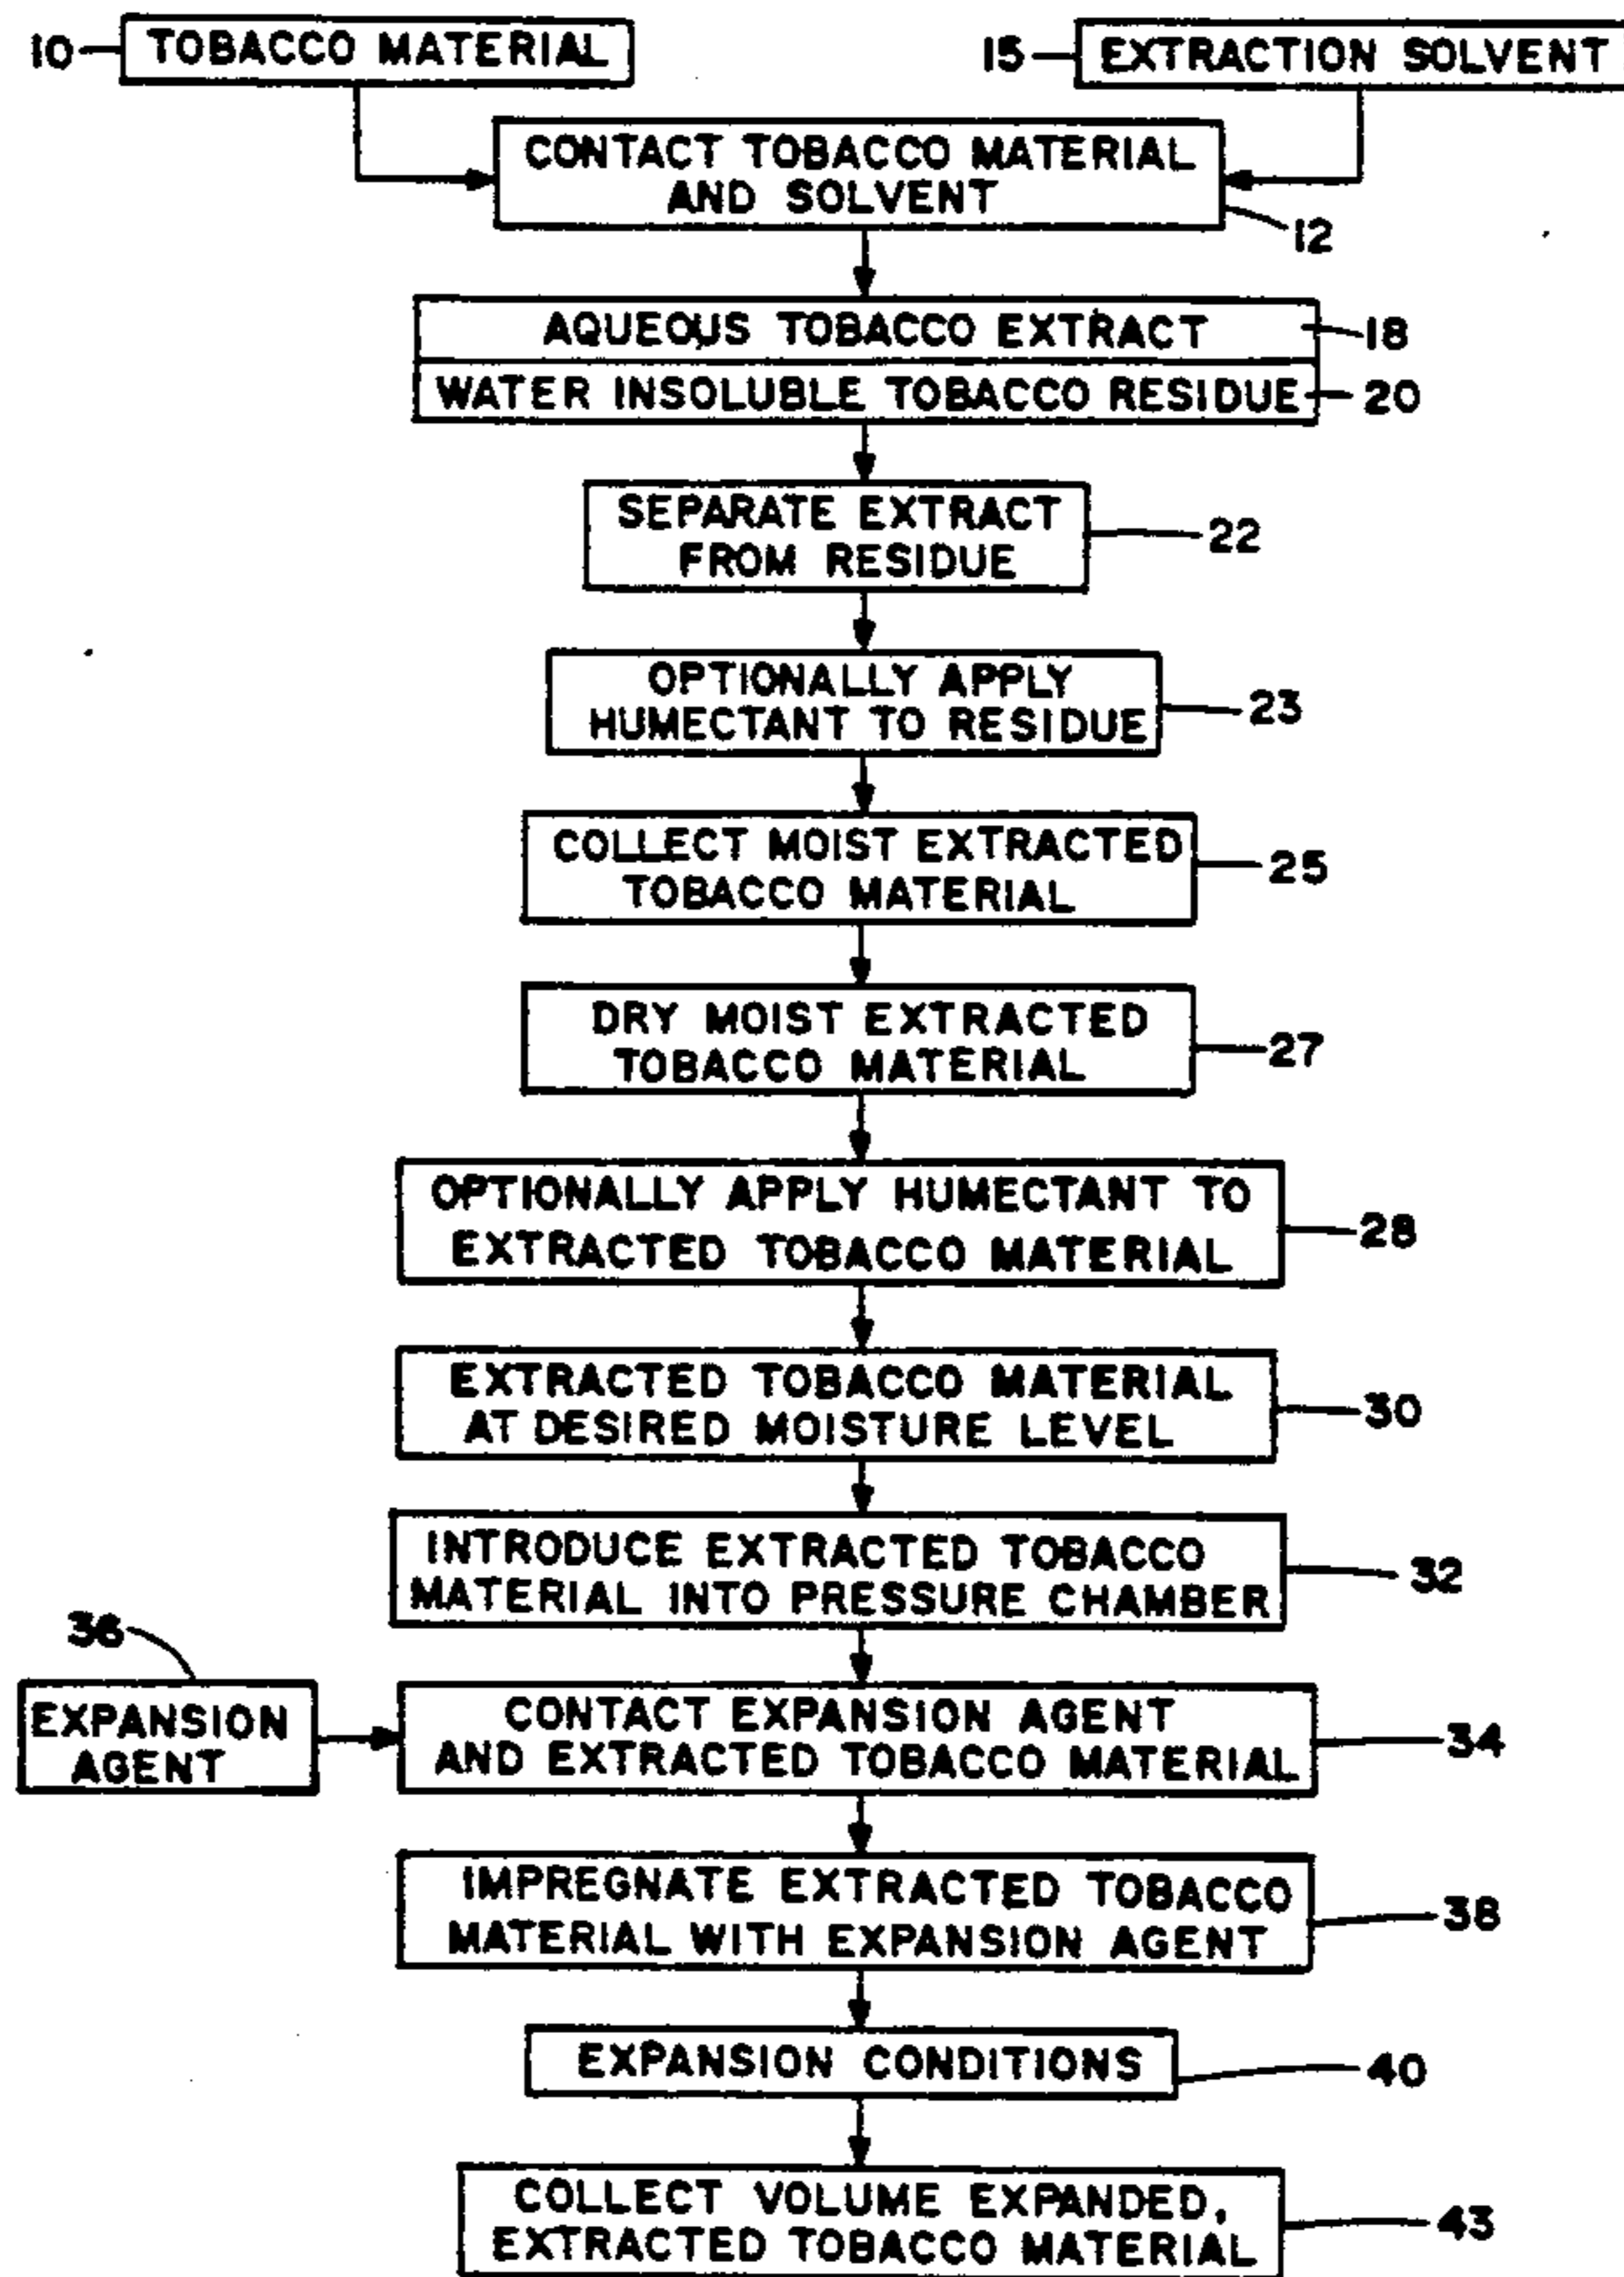 10 TOBACCO MATERIAL
15 EXTRACTION SOLVENT
CONTACT TOBACCO MATERIAL
AND SOLVENT
12
AQUEOUS TOBACCO EXTRACT 18
WATER INSOLUBLE TOBACCO RESIDUE 20
SEPARATE EXTRACT
FROM RESIDUE
22
OPTIONALLY APPLY
HUMECTANT TO RESIDUE
23
COLLECT MOIST EXTRACTED
TOBACCO MATERIAL
25
DRY MOIST EXTRACTED
TOBACCO MATERIAL
27
OPTIONALLY APPLY HUMECTANT TO
EXTRACTED TOBACCO MATERIAL
28
EXTRACTED TOBACCO MATERIAL
AT DESIRED MOISTURE LEVEL
30
INTRODUCE EXTRACTED TOBACCO
MATERIAL INTO PRESSURE CHAMBER
32
36
EXPANSION
AGENT
CONTACT EXPANSION AGENT
AND EXTRACTED TOBACCO MATERIAL
34
IMPREGNATE EXTRACTED TOBACCO
MATERIAL WITH EXPANSION AGENT
38
EXPANSION CONDITIONS
40
COLLECT VOLUME EXPANDED,
EXTRACTED TOBACCO MATERIAL
43